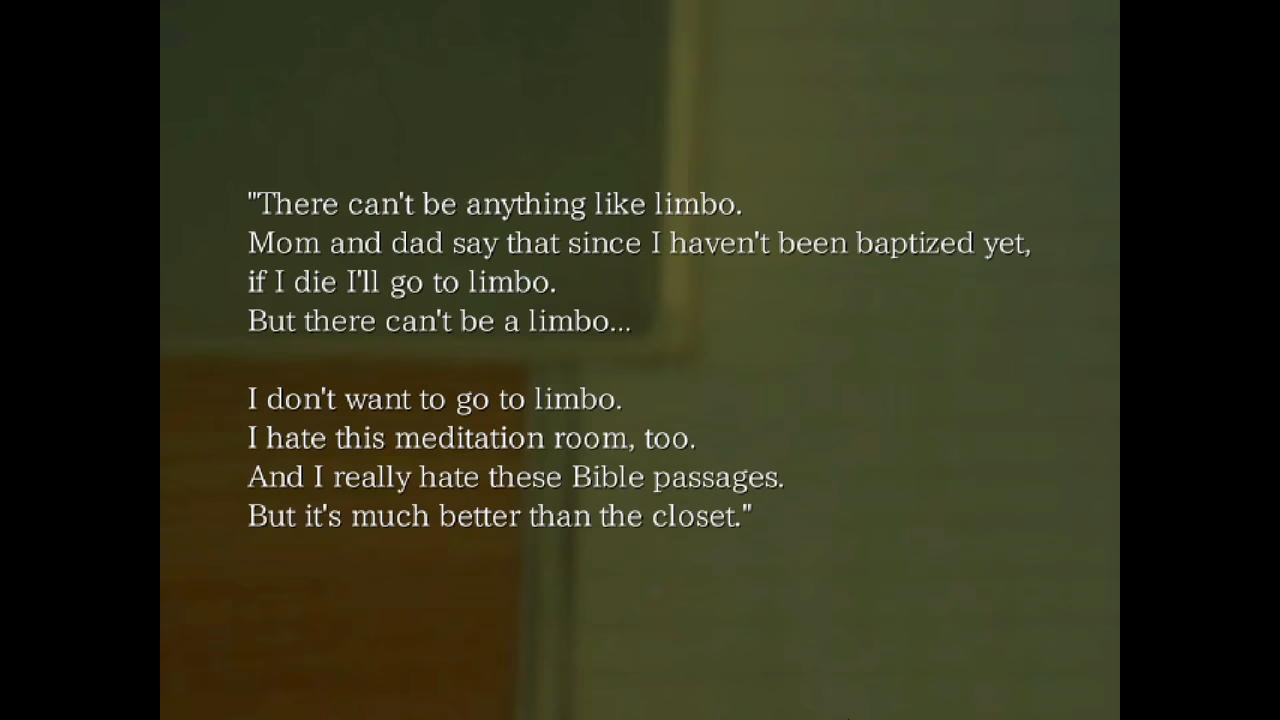 "There can't be anything like limbo.
Mom and dad say that since I haven't been baptized yet,
if I die I'll go to limbo.
But there can't be a limbo...
I don't want to go to limbo.
I hate this meditation room, too.
And I really hate these Bible passages.
But it's much better than the closet."